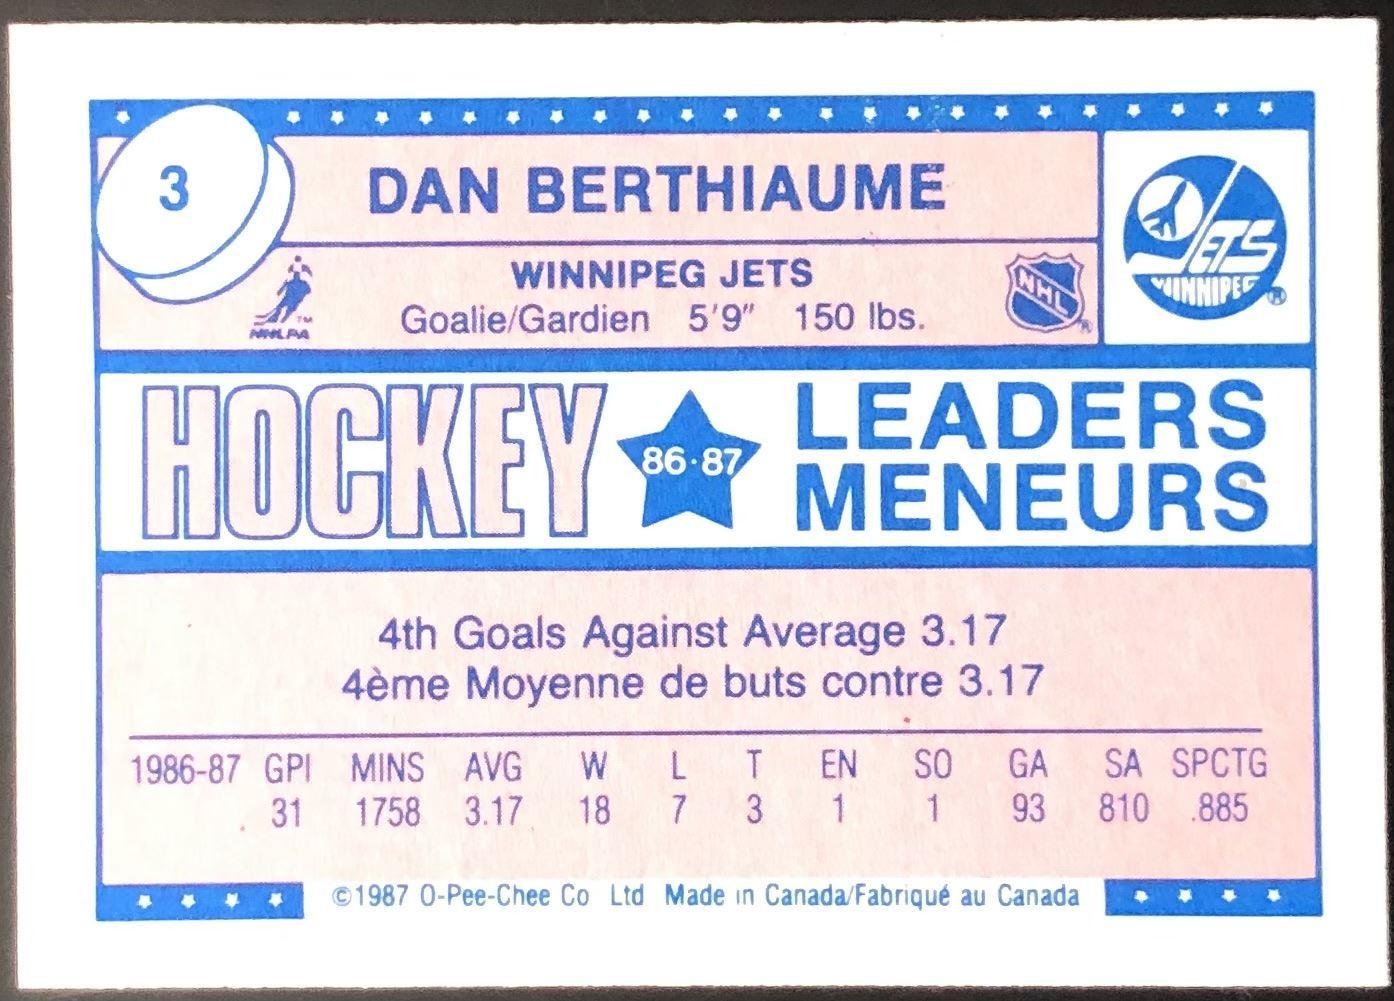 3
DAN BERTHIAUME
JETS
WINNIPEG
®
WINNIPEG JETS
NHL
®
Goalie/Gardien 5'9" 150 lbs.
TM
NHLPA
HOCKEY
86·87
LEADERS
MENEURS
4th Goals Against Average 3.17
4ème Moyenne de buts contre 3.17
1986-87 GPI MINS AVG W L T EN SO GA SA SPCTG
31 1758 3.17 18 7 3 1 1 93 810 .885
©1987 O-Pee-Chee Co Ltd Made in Canada/Fabriqué au Canada